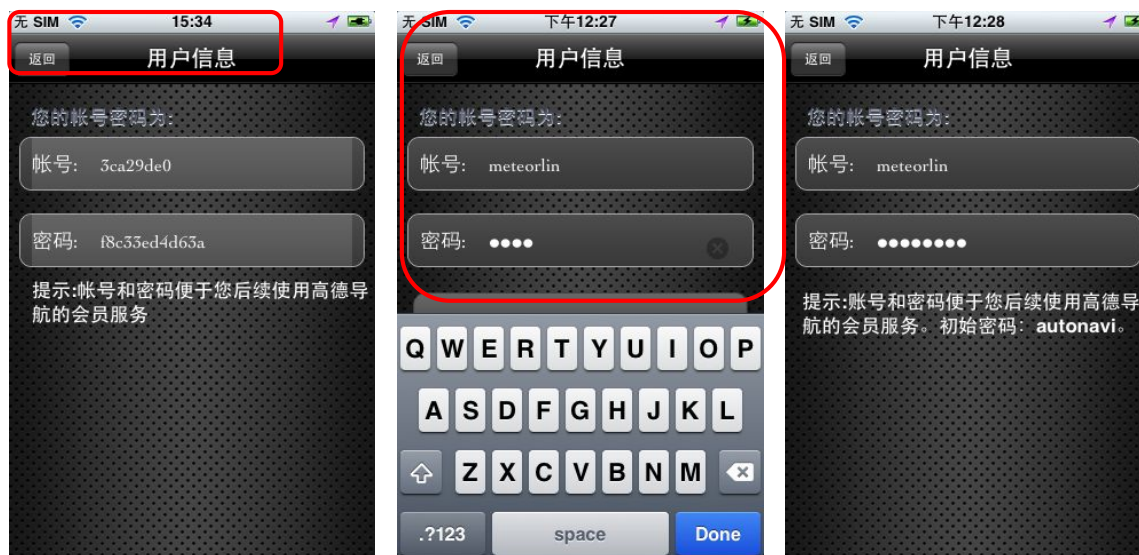 无 SIM 15:34
返回 用户信息
您的帐号密码为:
帐号: 3ca29de0
密码: f8c33ed4d63a
提示:帐号和密码便于您后续使用高德导
航的会员服务
无 SIM 下午12:27
返回 用户信息
您的帐号密码为:
帐号: meteorlin
密码: ●●●●
Q W E R T Y U I O P
A S D F G H J K L
Z X C V B N M
.?123 space Done
无 SIM 下午12:28
返回 用户信息
您的帐号密码为:
帐号: meteorlin
密码: ●●●●●●●●
提示:账号和密码便于您后续使用高德导
航的会员服务。初始密码: autonavi。